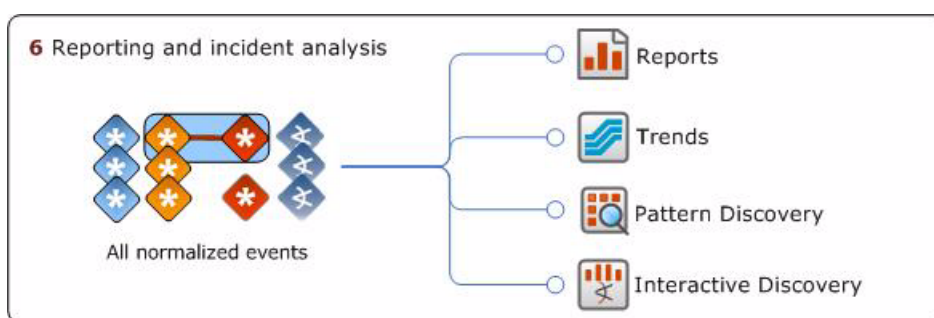 6 Reporting and incident analysis
Reports
Trends
Pattern Discovery
Interactive Discovery
All normalized events